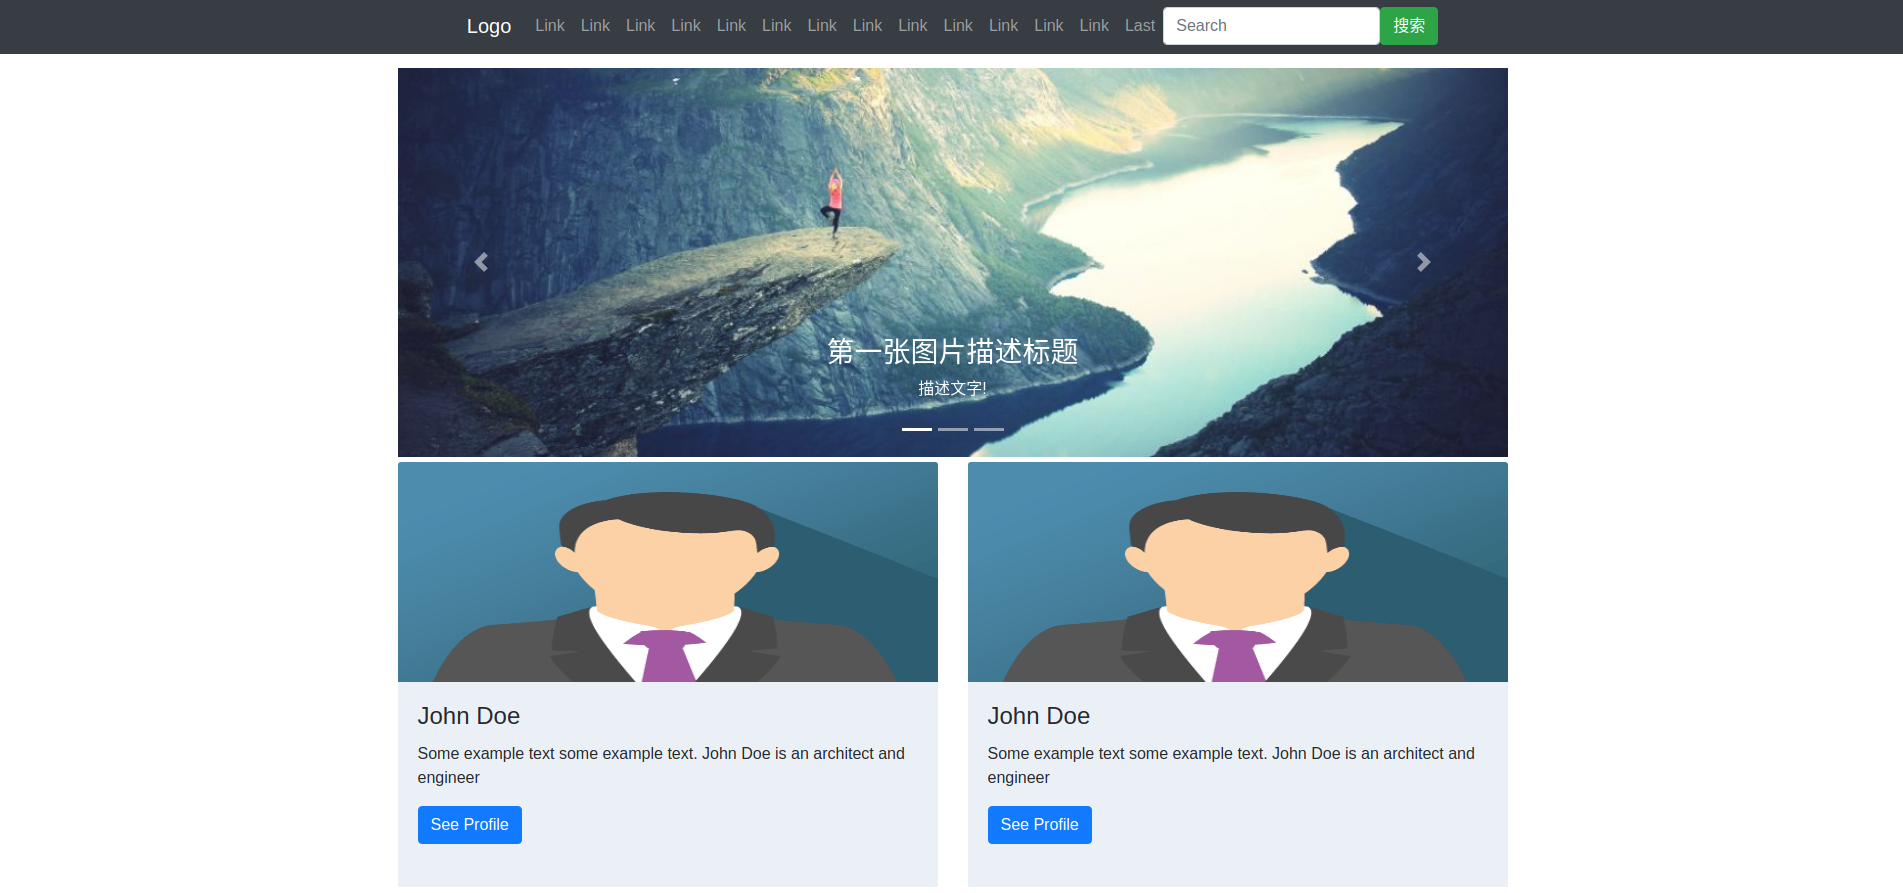 Logo Link Link Link Link Link Link Link Link Link Link Link Link Link Last Search 搜索
第一张图片描述标题
描述文字!
John Doe
Some example text some example text. John Doe is an architect and
engineer
See Profile
John Doe
Some example text some example text. John Doe is an architect and
engineer
See Profile